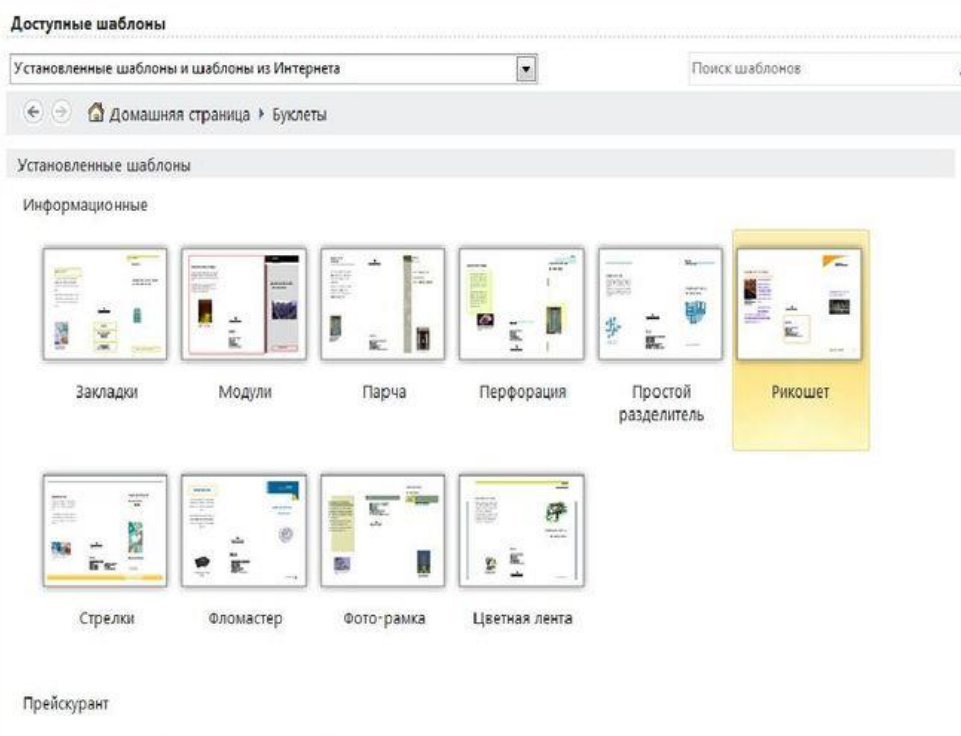 Доступные шаблоны
Установленные шаблоны и шаблоны из Интернета
Поиск шаблонов
Домашняя страница
Буклеты
Установленные шаблоны
Информационные
Закладки
Модули
Парча
Перфорация
Простой
разделитель
Рикошет
Стрелки
Фломастер
Фото-рамка
Цветная лента
Прейскурант